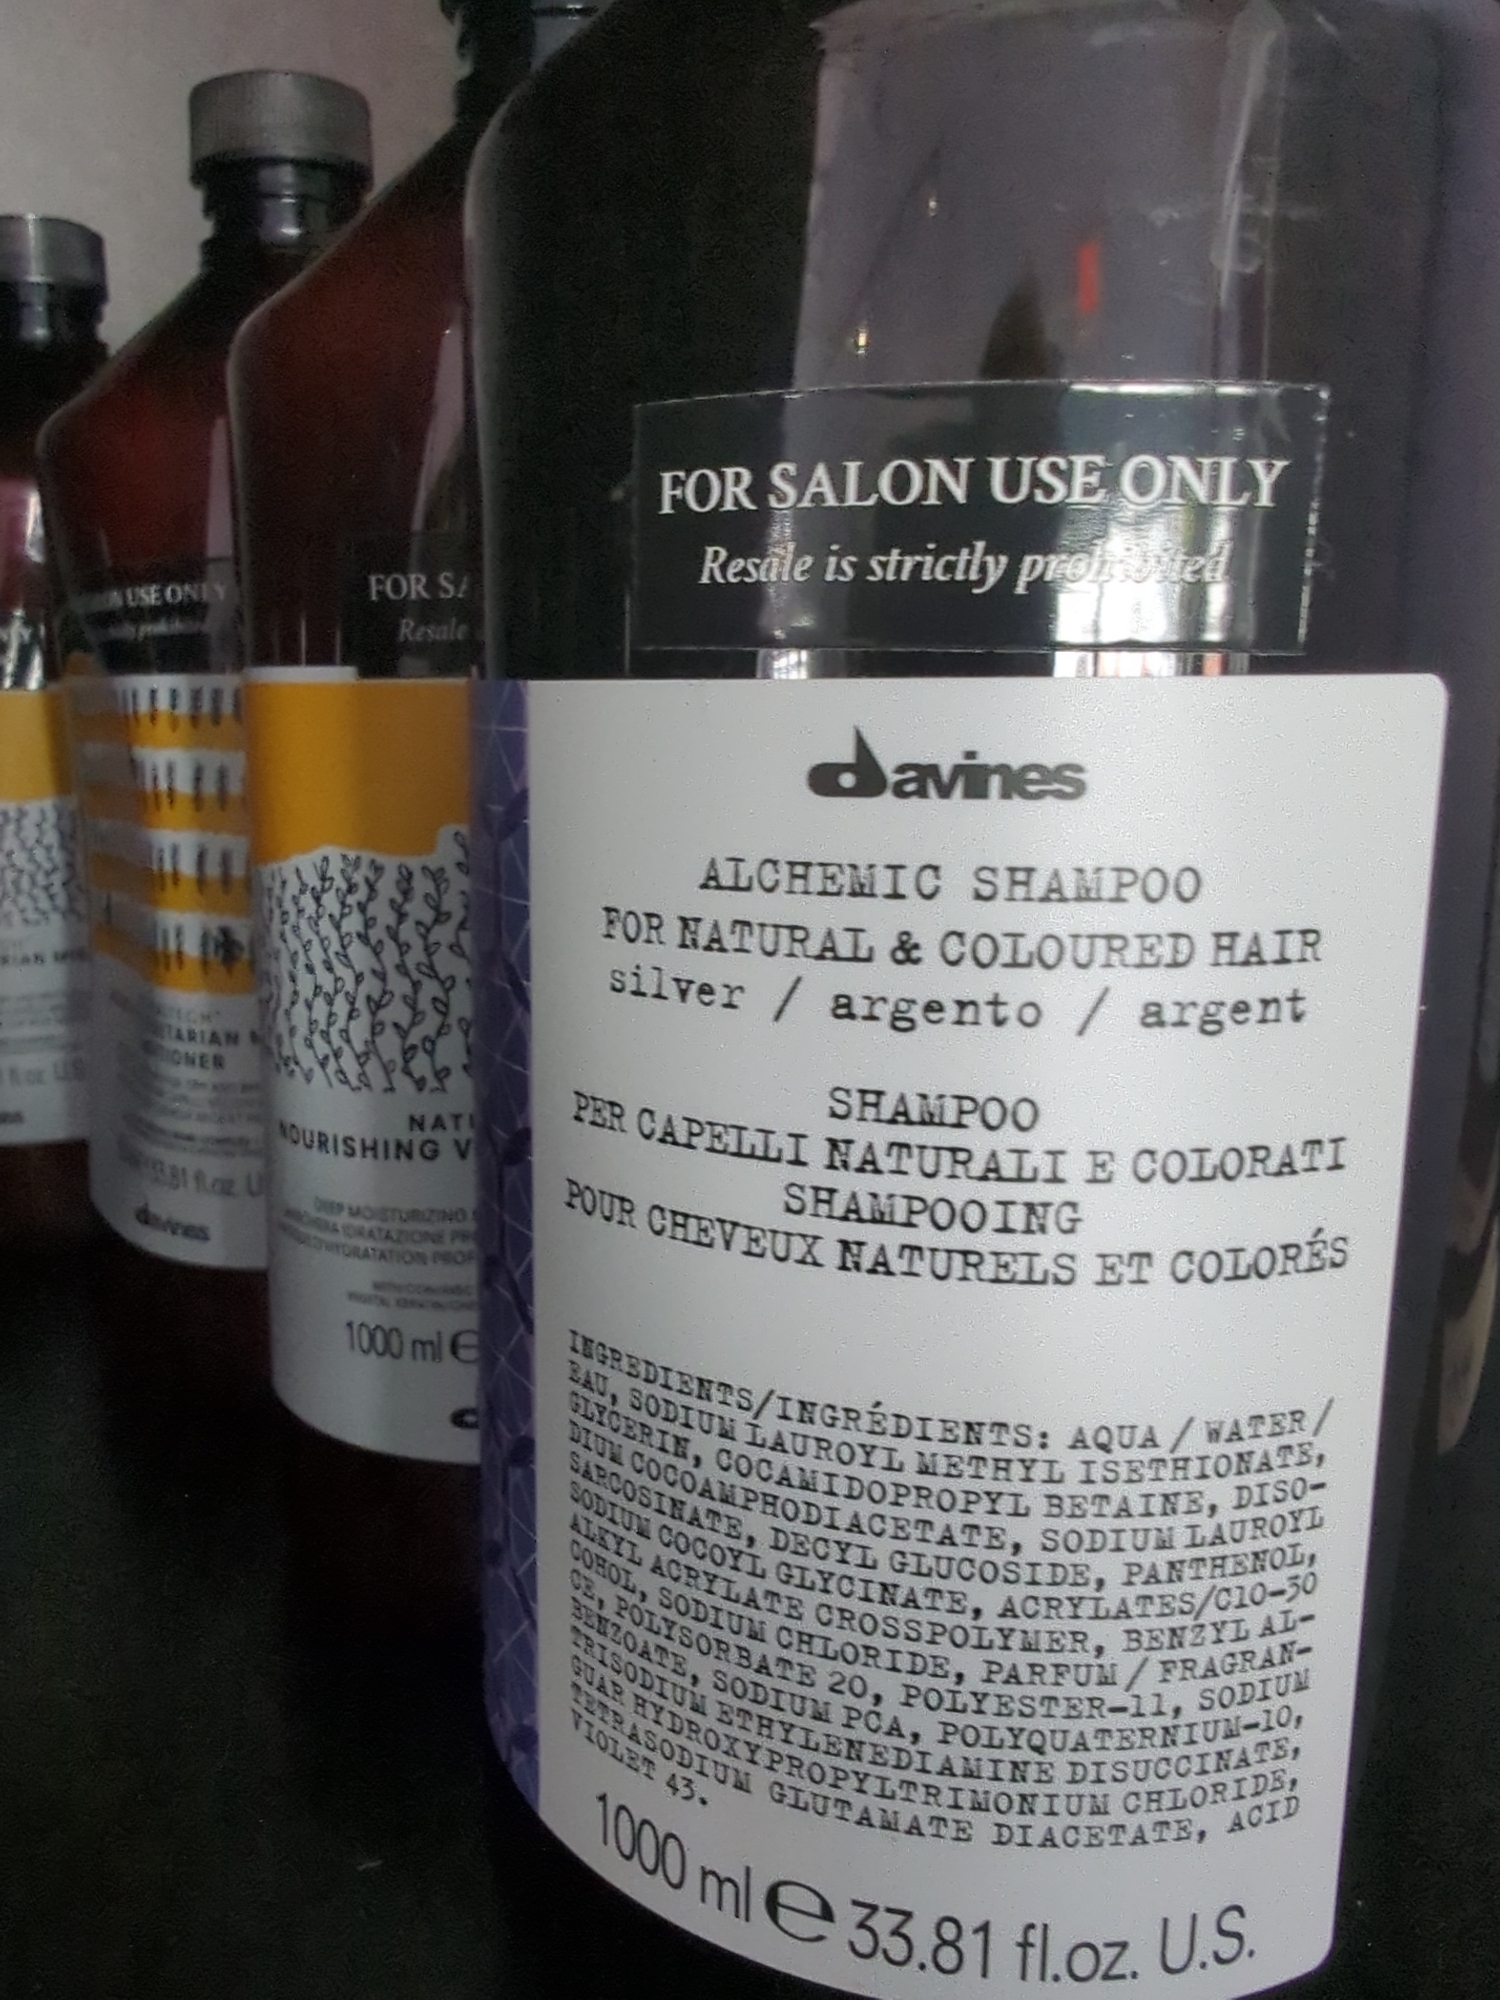 FOR SALON USE ONLY
Resale is strictly prohibited
davines
ALCHEMIC SHAMPOO
FOR NATURAL & COLOURED HAIR
silver / argento / argent
SHAMPOO
PER CAPELLI NATURALI E COLORATI
SHAMPOOING
POUR CHEVEUX NATURELS ET COLORÉS
INGREDIENTS/INGRÉDIENTS: AQUA / WATER /
EAU, SODIUM LAUROYL METHYL ISETHIONATE,
GLYCERIN, COCAMIDOPROPYL BETAINE, DISO-
DIUM COCOAMPHODIACETATE, SODIUM LAUROYL
SARCOSINATE, DECYL GLUCOSIDE, PANTHENOL,
SODIUM COCOYL GLYCINATE, ACRYLATES/C10-30
ALKYL ACRYLATE CROSSPOLYMER, BENZYL AL-
COHOL, SODIUM CHLORIDE, PARFUM / FRAGRAN-
CE, POLYSORBATE 20, POLYESTER-11, SODIUM
BENZOATE, SODIUM PCA, POLYQUATERNIUM-10,
TRISODIUM ETHYLENEDIAMINE DISUCCINATE,
GUAR HYDROXYPROPYLTRIMONIUM CHLORIDE,
TETRASODIUM GLUTAMATE DIACETATE, ACID
VIOLET 43.
1000 ml e 33.81 fl.oz. U.S.
FOR SA
Resale
NATU
NOURISHING V
DEEP MOISTURIZING
1000 ml e
USE ONLY
33.81 fl.oz. U
davines